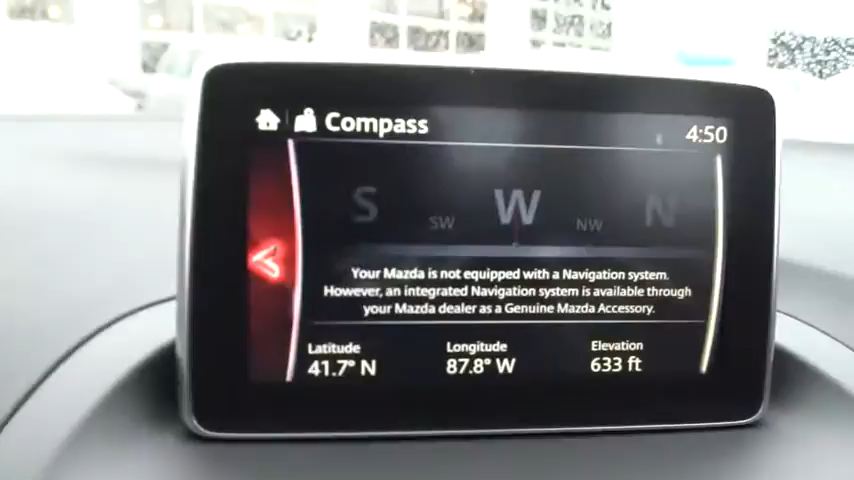 Compass
4:50
S SW W NW N
Your Mazda is not equipped with a Navigation system.
However, an integrated Navigation system is available through
your Mazda dealer as a Genuine Mazda Accessory.
Latitude Longitude Elevation
41.7° N 87.8° W 633 ft